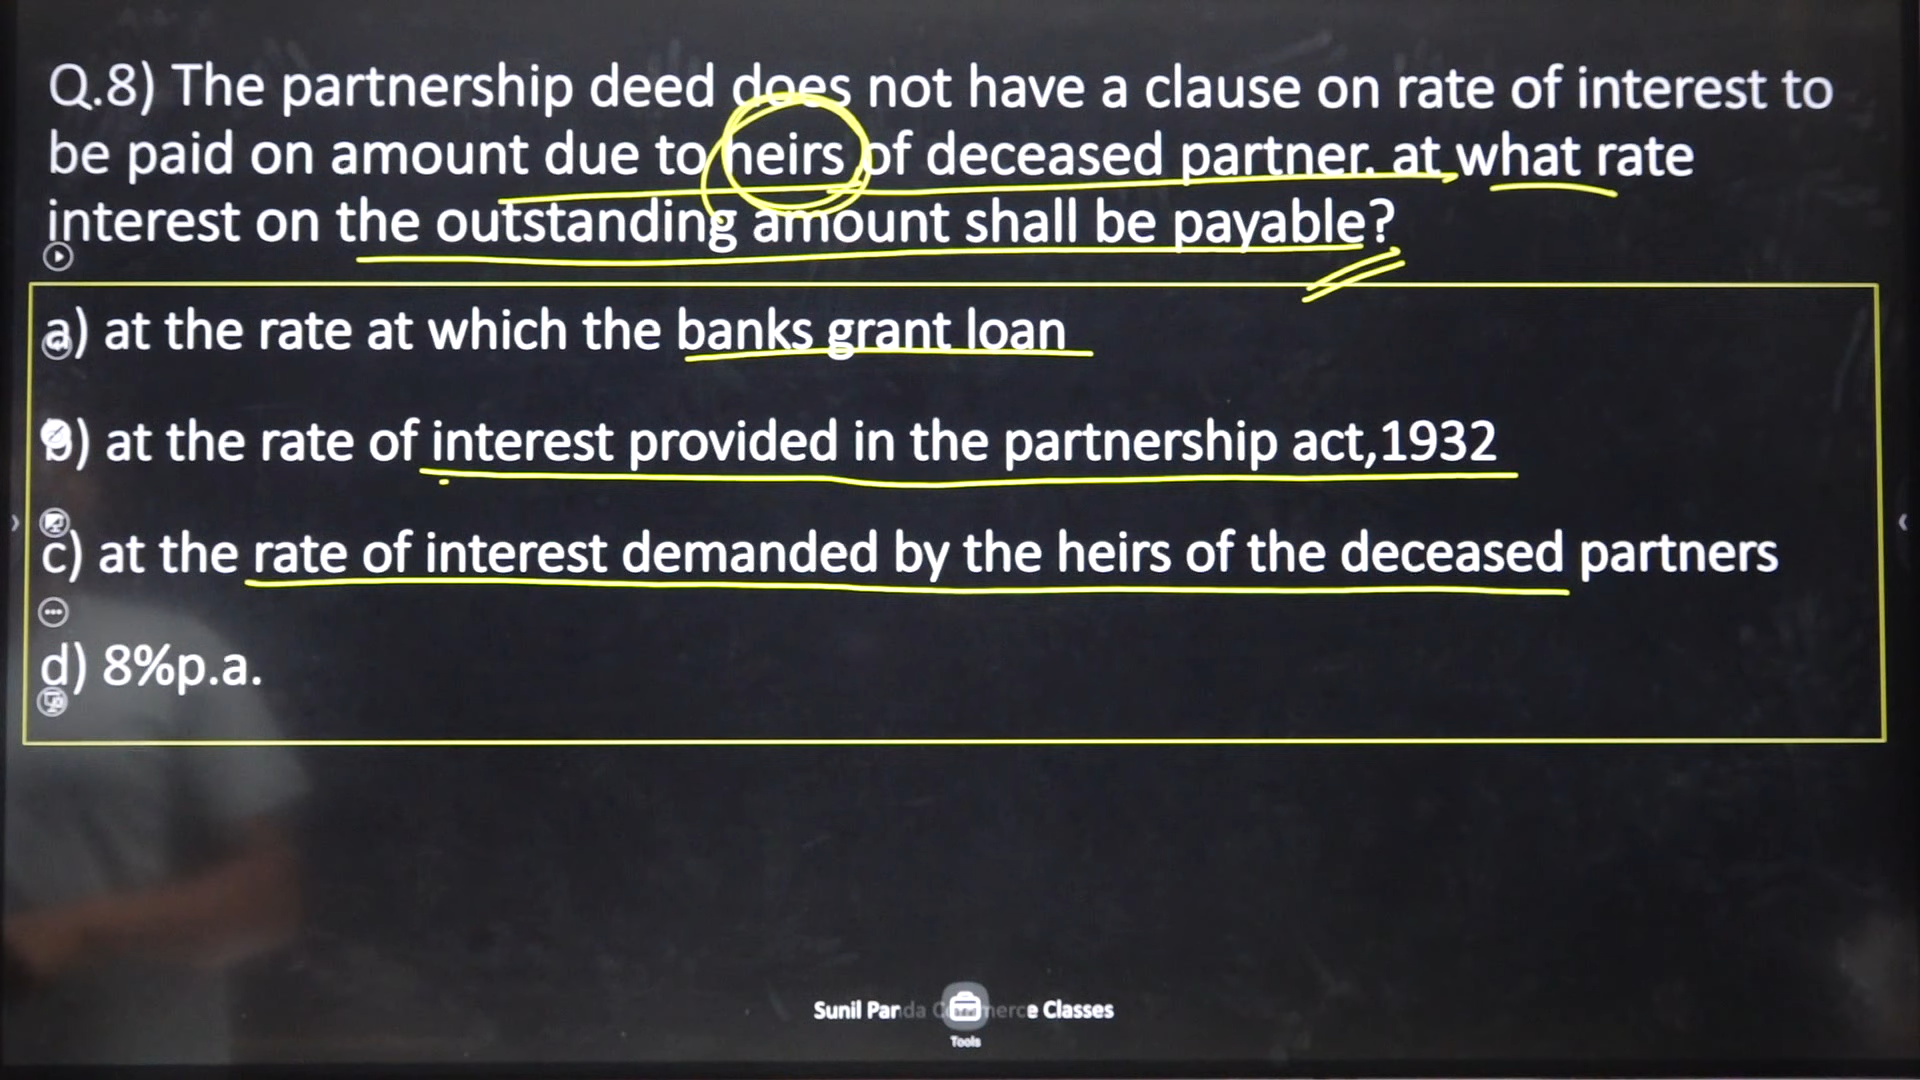 Q.8) The partnership deed does not have a clause on rate of interest to
be paid on amount due to heirs of deceased partner. at what rate
interest on the outstanding amount shall be payable?
a) at the rate at which the banks grant loan
b) at the rate of interest provided in the partnership act,1932
c) at the rate of interest demanded by the heirs of the deceased partners
d) 8%p.a.
Sunil Panda Commerce Classes
Tools